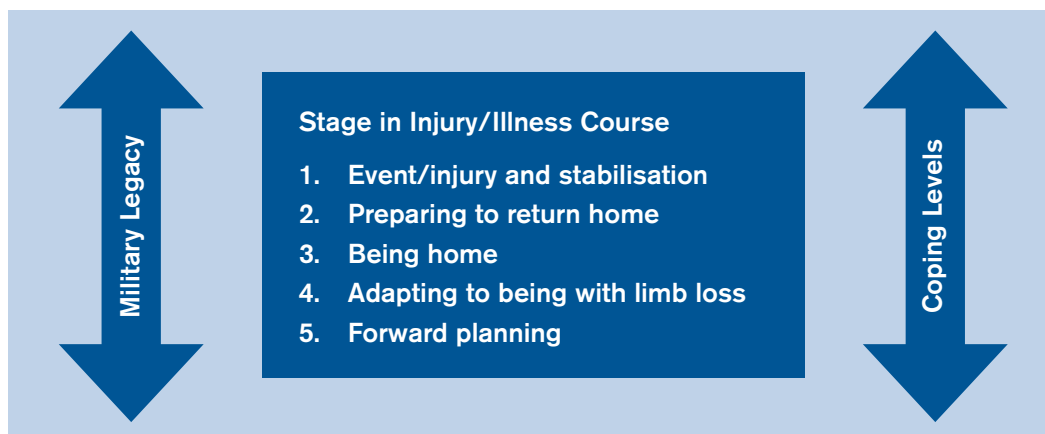 Military Legacy
Stage in Injury/Illness Course
1. Event/injury and stabilisation
2. Preparing to return home
3. Being home
4. Adapting to being with limb loss
5. Forward planning
Coping Levels